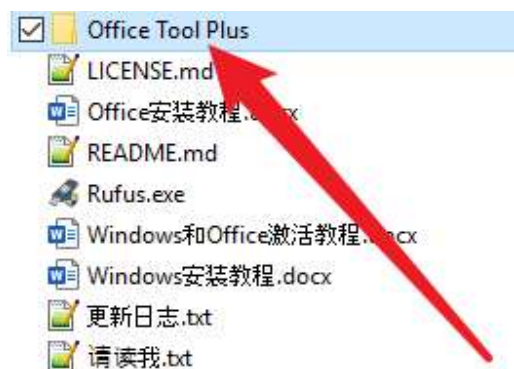 Office Tool Plus
LICENSE.md
Office安装教程.docx
README.md
Rufus.exe
Windows和Office激活教程.docx
Windows安装教程.docx
更新日志.txt
请读我.txt